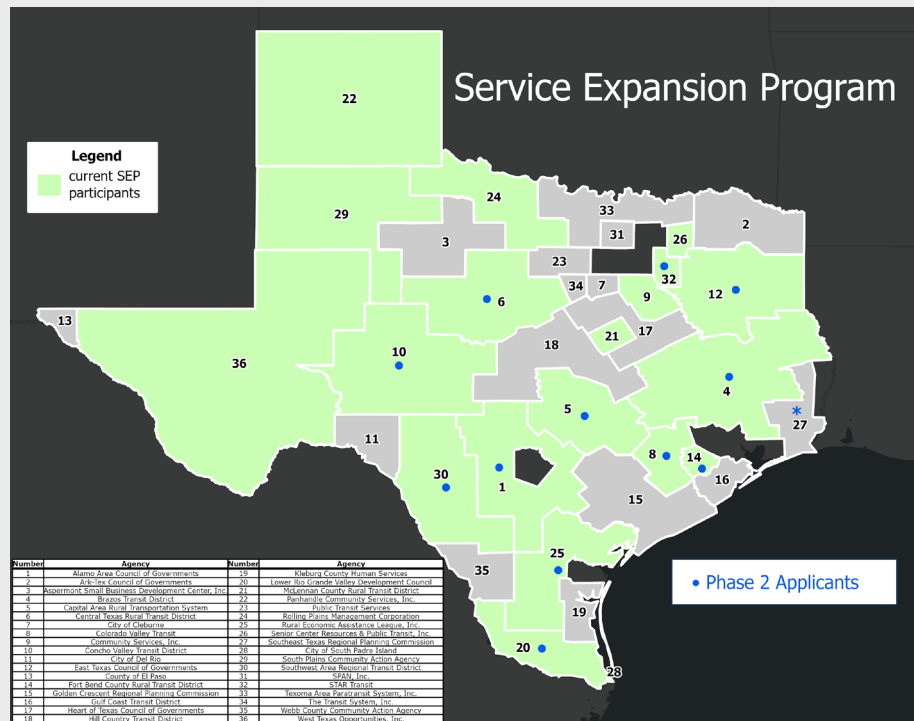 Service Expansion Program
Legend
current SEP
participants
22
29
24
3
33
31
2
26
23
32
34
7
9
12
6
13
36
10
18
21
17
4
5
27
11
8
14
16
30
1
15
25
35
19
20
28
*
• Phase 2 Applicants
Number Agency Number Agency
1 Alamo Area Council of Governments 19 Kleburg County Human Services
2 Ark-Tex Council of Governments 20 Lower Rio Grande Valley Development Council
3 Aspermont Small Business Development Center, Inc. 21 McLennan County Rural Transit District
4 Brazos Transit District 22 Panhandle Community Services, Inc.
5 Capital Area Rural Transportation System 23 Public Transit Services
6 Central Texas Rural Transit District 24 Rolling Plains Management Corporation
7 City of Cleburne 25 Rural Economic Assistance League, Inc.
8 Colorado Valley Transit 26 Senior Center Resources & Public Transit, Inc.
9 Community Services, Inc. 27 Southeast Texas Regional Planning Commission
10 Concho Valley Transit District 28 City of South Padre Island
11 City of Del Rio 29 South Plains Community Action Agency
12 East Texas Council of Governments 30 Southwest Area Regional Transit District
13 County of El Paso 31 SPAN, Inc.
14 Fort Bend County Rural Transit District 32 STAR Transit
15 Golden Crescent Regional Planning Commission 33 Texoma Area Paratransit System, Inc.
16 Gulf Coast Transit District 34 The Transit System, Inc.
17 Heart of Texas Council of Governments 35 Webb County Community Action Agency
18 Hill Country Transit District 36 West Texas Opportunities, Inc.